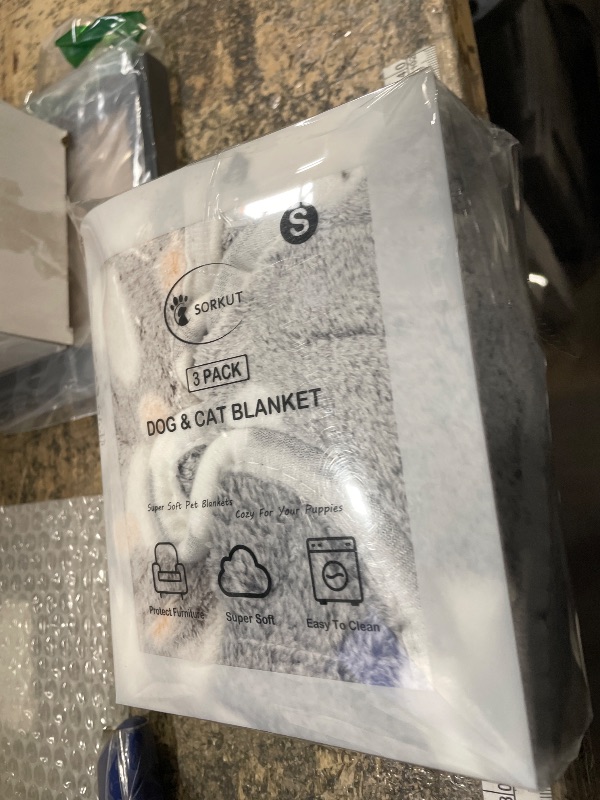 S
SORKUT
3 PACK
DOG & CAT BLANKET
Super Soft Pet Blankets
Cozy For Your Puppies
Protect Furniture
Super Soft
Easy To Clean